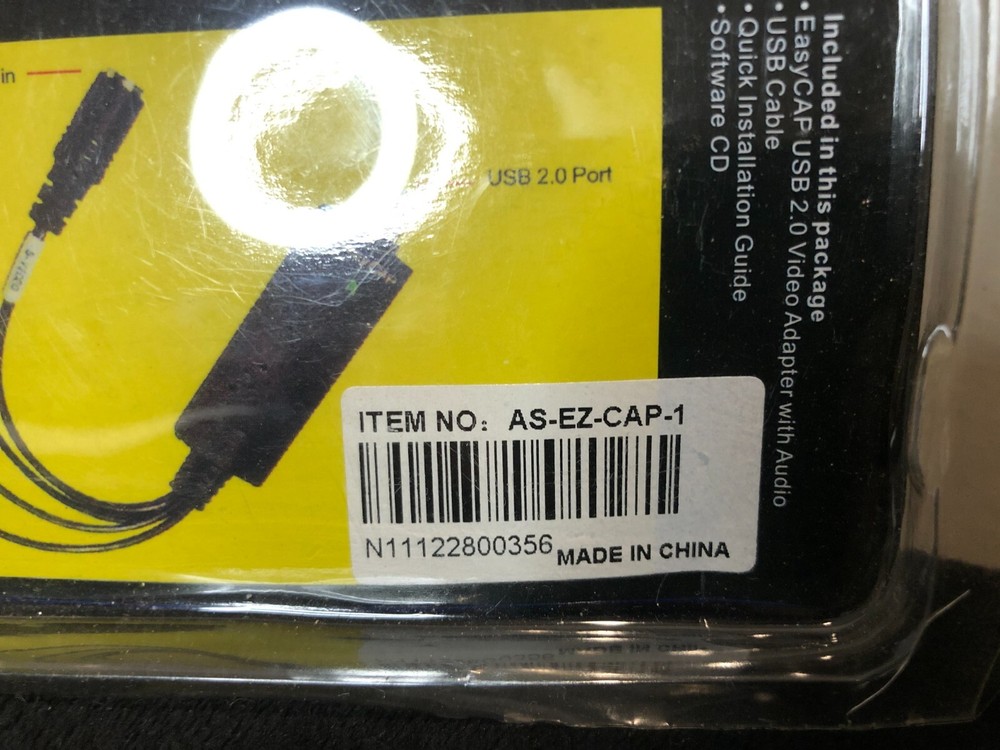 in
USB 2.0 Port
Included in this package
•EasyCAP USB 2.0 Video Adapter with Audio
•USB Cable
•Quick Installation Guide
•Software CD
ITEM NO: AS-EZ-CAP-1
N11122800356
MADE IN CHINA